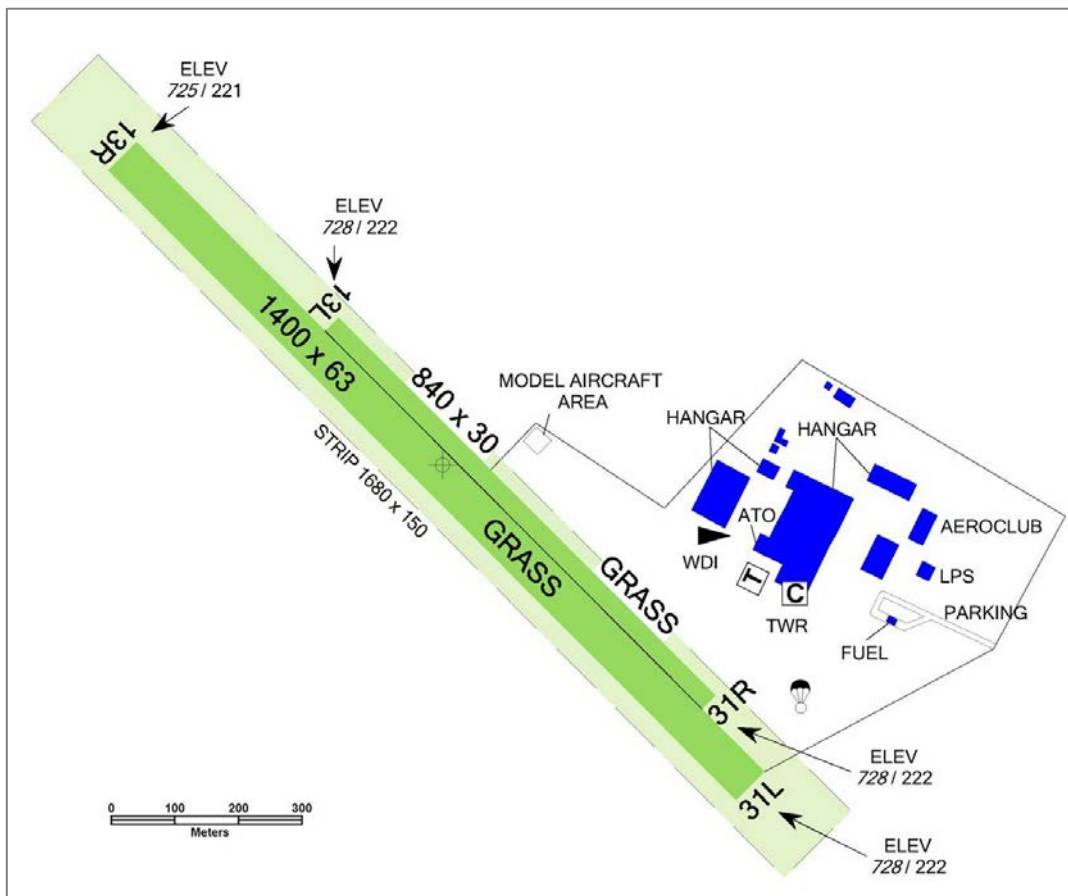 ELEV
725 / 221
13R
ELEV
728 / 222
13L
1400 x 63
840 x 30
STRIP 1680 x 150
MODEL AIRCRAFT
AREA
HANGAR
HANGAR
ATO
WDI
AEROCLUB
LPS
GRASS
GRASS
T
C
TWR
PARKING
FUEL
31R
ELEV
728 / 222
31L
ELEV
728 / 222
0 100 200 300
Meters